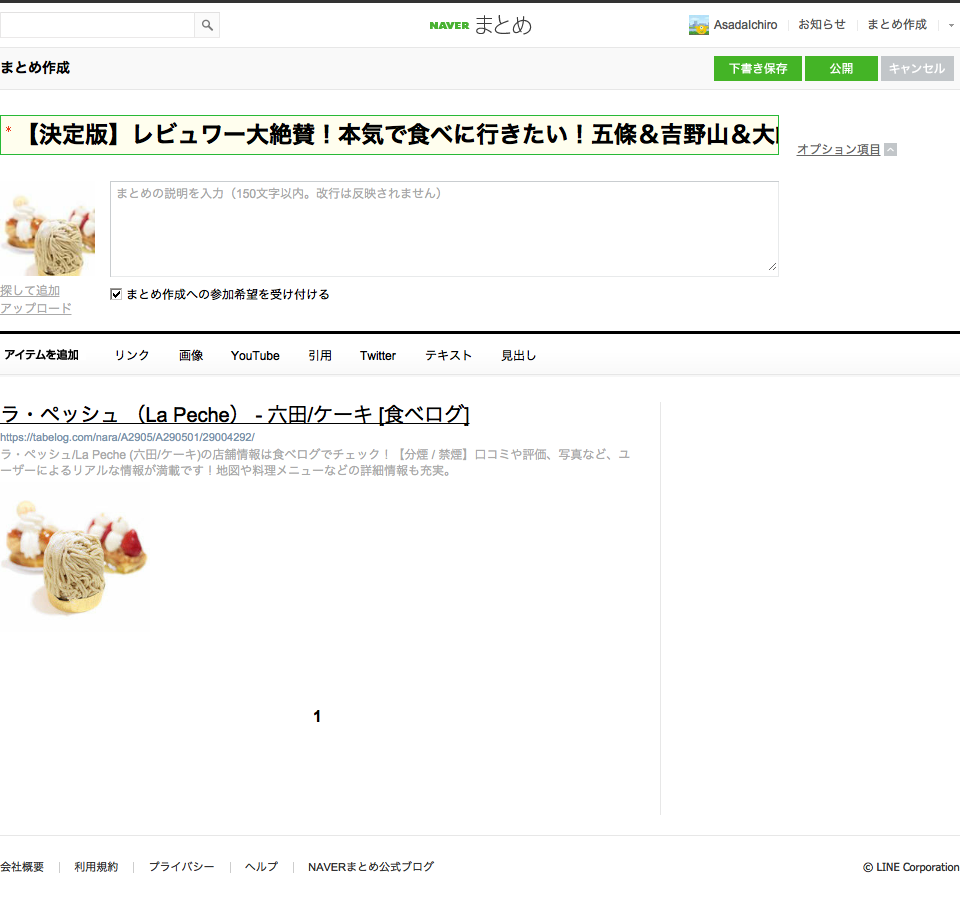 NAVER まとめ
AsadaIchiro
お知らせ
まとめ作成
まとめ作成
下書き保存
公開
キャンセル
* 【決定版】レビュワー大絶賛！本気で食べに行きたい！五條＆吉野山＆大
オプション項目
まとめの説明を入力（150文字以内。改行は反映されません）
探して追加
アップロード
まとめ作成への参加希望を受け付ける
アイテムを追加
リンク
画像
YouTube
引用
Twitter
テキスト
見出し
ラ・ペッシュ （La Peche） - 六田/ケーキ [食べログ]
https://tabelog.com/nara/A2905/A290501/29004292/
ラ・ペッシュ/La Peche (六田/ケーキ)の店舗情報は食べログでチェック！【分煙 / 禁煙】口コミや評価、写真など、ユ
ーザーによるリアルな情報が満載です！地図や料理メニューなどの詳細情報も充実。
1
会社概要
利用規約
プライバシー
ヘルプ
NAVERまとめ公式ブログ
© LINE Corporation